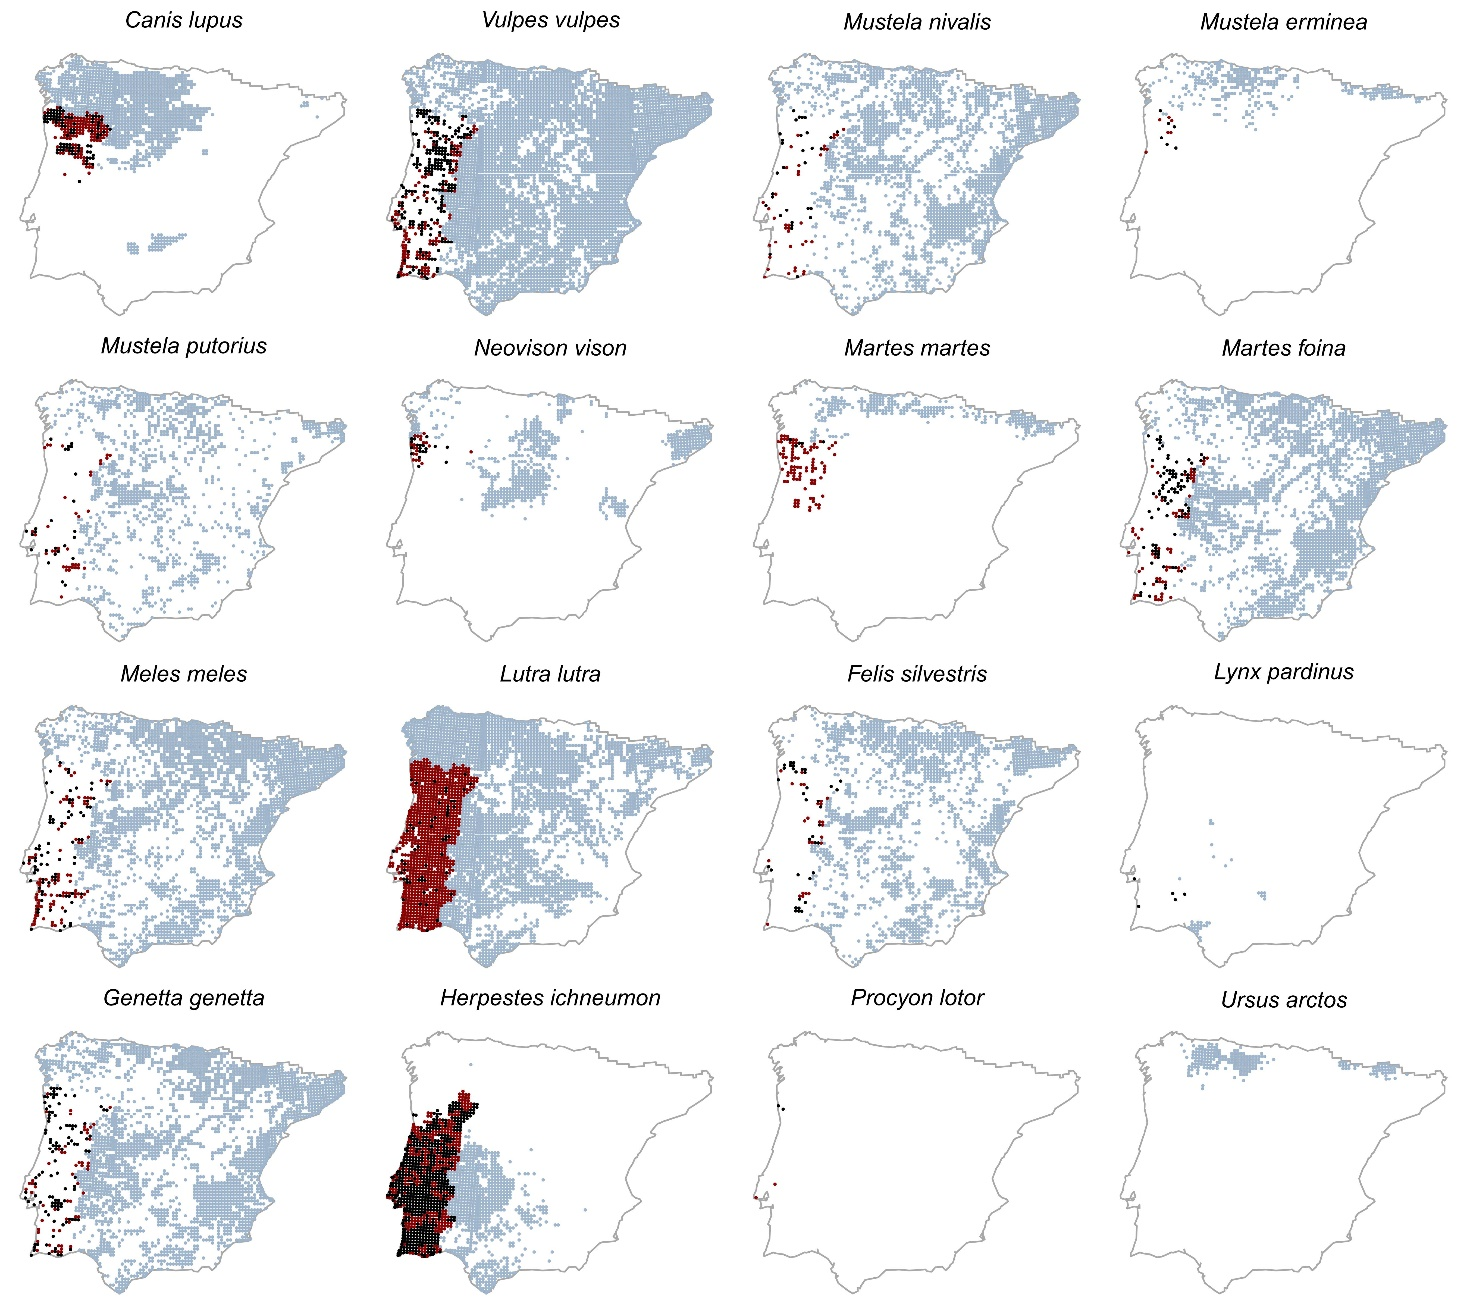 Canis lupus
Vulpes vulpes
Mustela nivalis
Mustela erminea
Mustela putorius
Neovison vison
Martes martes
Martes foina
Meles meles
Lutra lutra
Felis silvestris
Lynx pardinus
Genetta genetta
Herpestes ichneumon
Procyon lotor
Ursus arctos